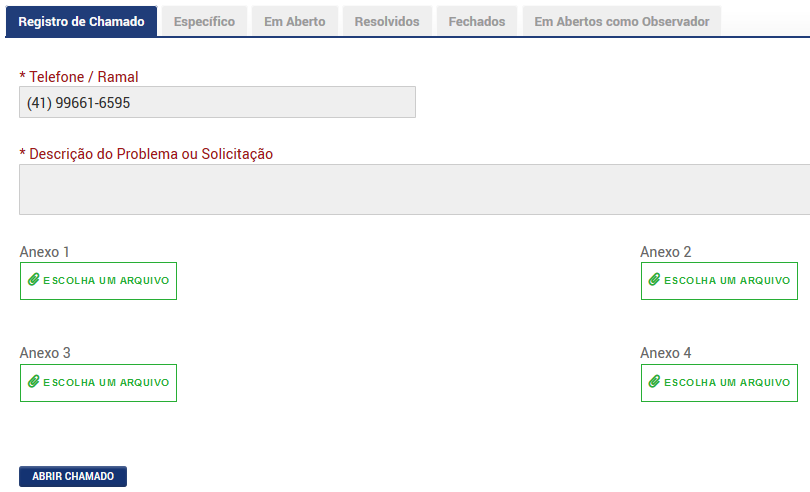 Registro de Chamado Específico Em Aberto Resolvidos Fechados Em Abertos como Observador
* Telefone / Ramal
(41) 99661-6595
* Descrição do Problema ou Solicitação
Anexo 1 Anexo 2
ESCOLHA UM ARQUIVO ESCOLHA UM ARQUIVO
Anexo 3 Anexo 4
ESCOLHA UM ARQUIVO ESCOLHA UM ARQUIVO
ABRIR CHAMADO